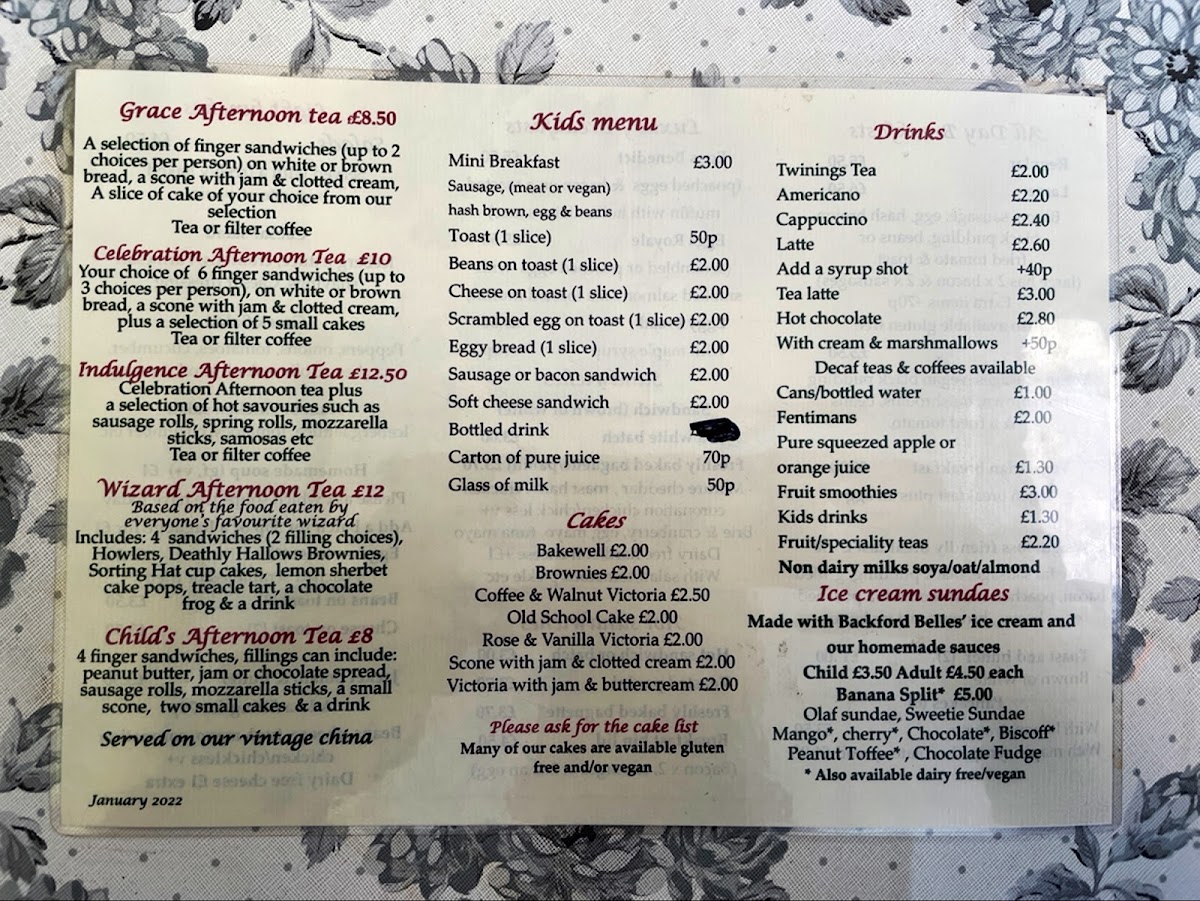 Grace Afternoon tea £8.50
A selection of finger sandwiches (up to 2
choices per person) on white or brown
bread, a scone with jam & clotted cream,
A slice of cake of your choice from our
selection
Tea or filter coffee
Celebration Afternoon Tea £10
Your choice of 6 finger sandwiches (up to
3 choices per person), on white or brown
bread, a scone with jam & clotted cream,
plus a selection of 5 small cakes
Tea or filter coffee
Indulgence Afternoon Tea £12.50
Celebration Afternoon tea plus
a selection of hot savouries such as
sausage rolls, spring rolls, mozzarella
sticks, samosas etc
Tea or filter coffee
Wizard Afternoon Tea £12
Based on the food eaten by
everyone's favourite wizard
Includes: 4 sandwiches (2 filling choices),
Howlers, Deathly Hallows Brownies,
Sorting Hat cup cakes, lemon sherbet
cake pops, treacle tart, a chocolate
frog & a drink
Child's Afternoon Tea £8
4 finger sandwiches, fillings can include:
peanut butter, jam or chocolate spread,
sausage rolls, mozzarella sticks, a small
scone, two small cakes & a drink
Served on our vintage china
January 2022
Kids menu
Mini Breakfast £3.00
Sausage, (meat or vegan)
hash brown, egg & beans
Toast (1 slice) 50p
Beans on toast (1 slice) £2.00
Cheese on toast (1 slice) £2.00
Scrambled egg on toast (1 slice) £2.00
Eggy bread (1 slice) £2.00
Sausage or bacon sandwich £2.00
Soft cheese sandwich £2.00
Bottled drink
Carton of pure juice 70p
Glass of milk 50p
Cakes
Bakewell £2.00
Brownies £2.00
Coffee & Walnut Victoria £2.50
Old School Cake £2.00
Rose & Vanilla Victoria £2.00
Scone with jam & clotted cream £2.00
Victoria with jam & buttercream £2.00
Please ask for the cake list
Many of our cakes are available gluten
free and/or vegan
Drinks
Twinings Tea £2.00
Americano £2.20
Cappuccino £2.40
Latte £2.60
Add a syrup shot +40p
Tea latte £3.00
Hot chocolate £2.80
With cream & marshmallows +50p
Decaf teas & coffees available
Cans/bottled water £1.00
Fentimans £2.00
Pure squeezed apple or
orange juice £1.30
Fruit smoothies £3.00
Kids drinks £1.30
Fruit/speciality teas £2.20
Non dairy milks soya/oat/almond
Ice cream sundaes
Made with Backford Belles' ice cream and
our homemade sauces
Child £3.50 Adult £4.50 each
Banana Split* £5.00
Olaf sundae, Sweetie Sundae
Mango*, cherry*, Chocolate*, Biscoff*
Peanut Toffee* , Chocolate Fudge
* Also available dairy free/vegan